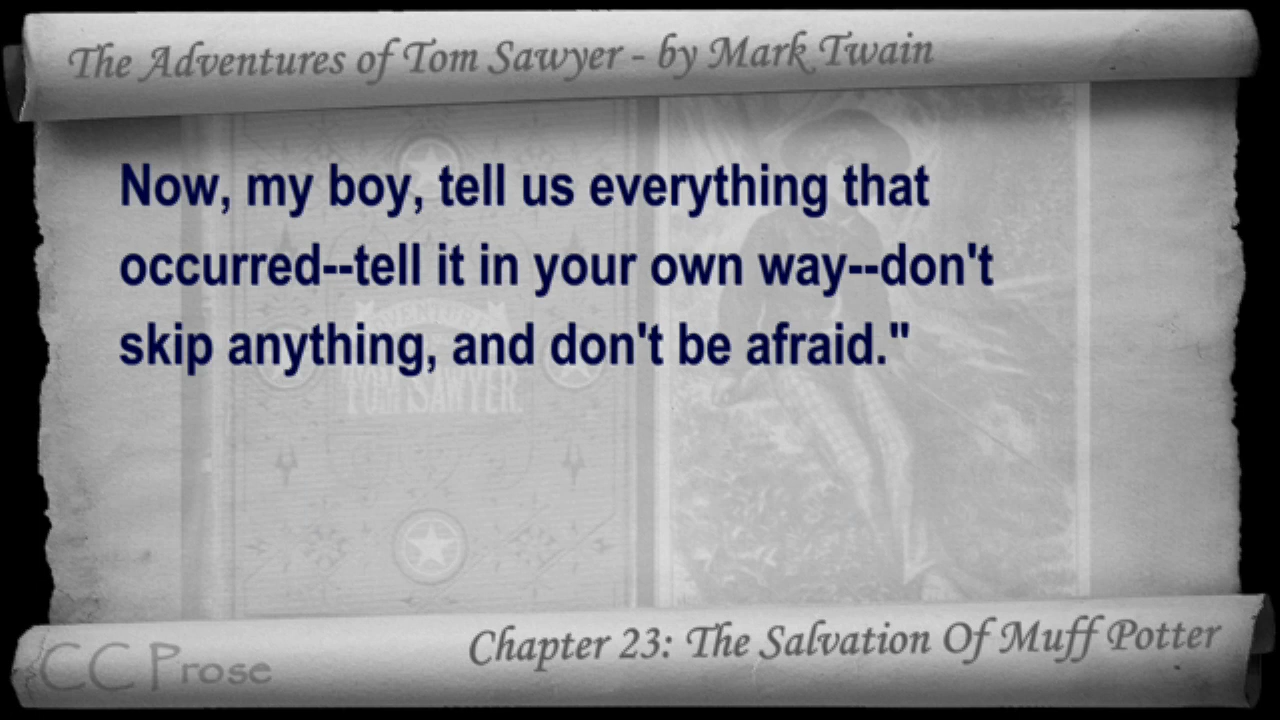 The Adventures of Tom Sawyer - by Mark Twain
Now, my boy, tell us everything that
occurred--tell it in your own way--don't
skip anything, and don't be afraid."
TOM SAWYER.
Chapter 23: The Salvation Of Muff Potter
CC Prose